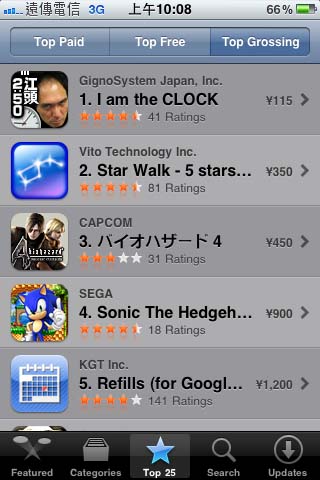 遠傳電信 3G 上午10:08 66%
Top Paid Top Free Top Grossing
江頭
2:50
GignoSystem Japan, Inc.
1. I am the CLOCK ¥115
41 Ratings
Vito Technology Inc.
2. Star Walk - 5 stars... ¥350
81 Ratings
biohazard
4
CAPCOM
3. バイオハザード 4 ¥450
31 Ratings
SEGA
4. Sonic The Hedgeh... ¥900
18 Ratings
KGT Inc.
5. Refills (for Googl... ¥1,200
141 Ratings
Featured Categories Top 25 Search Updates